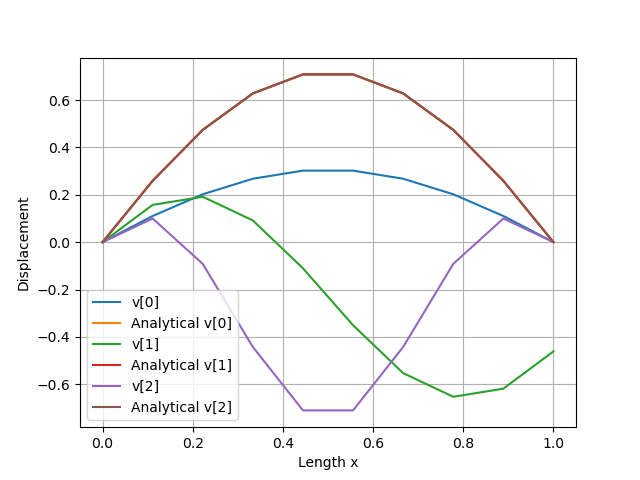 Displacement
0.6
0.4
0.2
0.0
−0.2
−0.4
−0.6
v[0]
Analytical v[0]
v[1]
Analytical v[1]
v[2]
Analytical v[2]
0.0 0.2 0.4 0.6 0.8 1.0
Length x